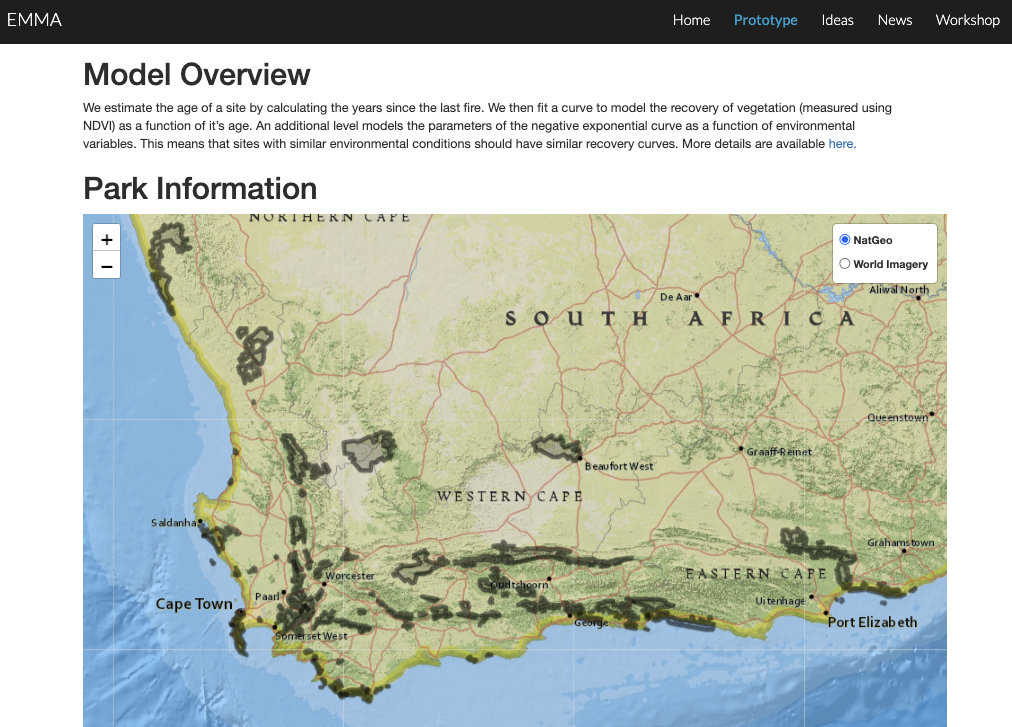 EMMA
Home Prototype Ideas News Workshop
Model Overview
We estimate the age of a site by calculating the years since the last fire. We then fit a curve to model the recovery of vegetation (measured using
NDVI) as a function of it's age. An additional level models the parameters of the negative exponential curve as a function of environmental
variables. This means that sites with similar environmental conditions should have similar recovery curves. More details are available here.
Park Information
NORTHERN CAPE
+
−
NatGeo
World Imagery
Aliwal North
De Aar
SOUTH AFRICA
Queenstown
Graaff-Reinet
Beaufort West
WESTERN CAPE
Saldanha
Grahamstown
Worcester
EASTERN CAPE
Oudtshoorn
Paarl
Uitenhage
Cape Town
George
Port Elizabeth
Somerset West